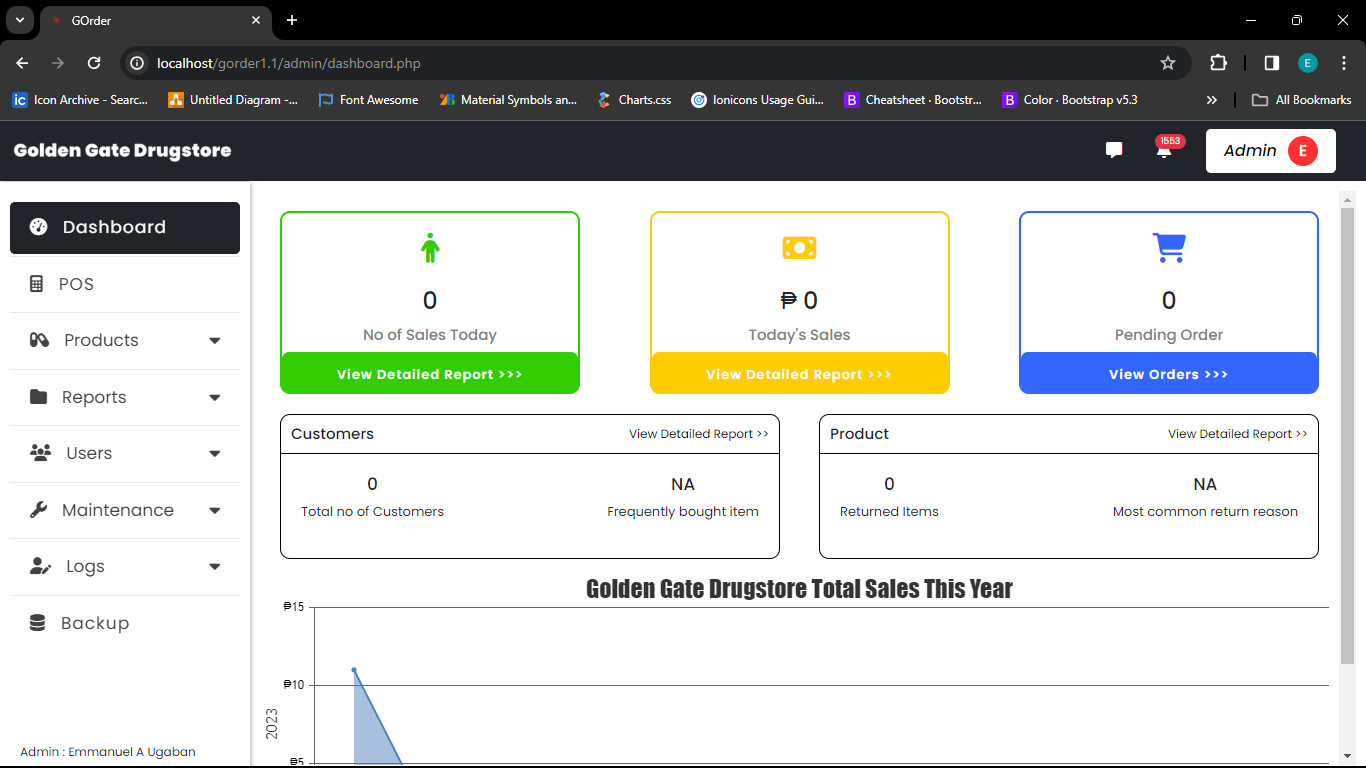 GOrder
localhost/gorder1.1/admin/dashboard.php
E
Icon Archive - Searc...
Untitled Diagram -...
Font Awesome
Material Symbols an...
Charts.css
Ionicons Usage Gui...
Cheatsheet · Bootstr...
Color · Bootstrap v5.3
All Bookmarks
Golden Gate Drugstore
1553
Admin
E
Dashboard
POS
Products
Reports
Users
Maintenance
Logs
Backup
Admin : Emmanuel A Ugaban
0
No of Sales Today
View Detailed Report >>>
₱ 0
Today's Sales
View Detailed Report >>>
0
Pending Order
View Orders >>>
Customers
View Detailed Report >>
0
Total no of Customers
NA
Frequently bought item
Product
View Detailed Report >>
0
Returned Items
NA
Most common return reason
Golden Gate Drugstore Total Sales This Year
₱15
₱10
₱5
2023